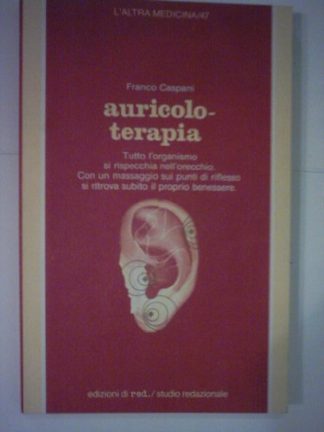 L'ALTRA MEDICINA/47
Franco Caspani
auricolo-
terapia
Tutto l'organismo
si rispecchia nell'orecchio.
Con un massaggio sui punti di riflesso
si ritrova subito il proprio benessere.
edizioni di red./studio redazionale